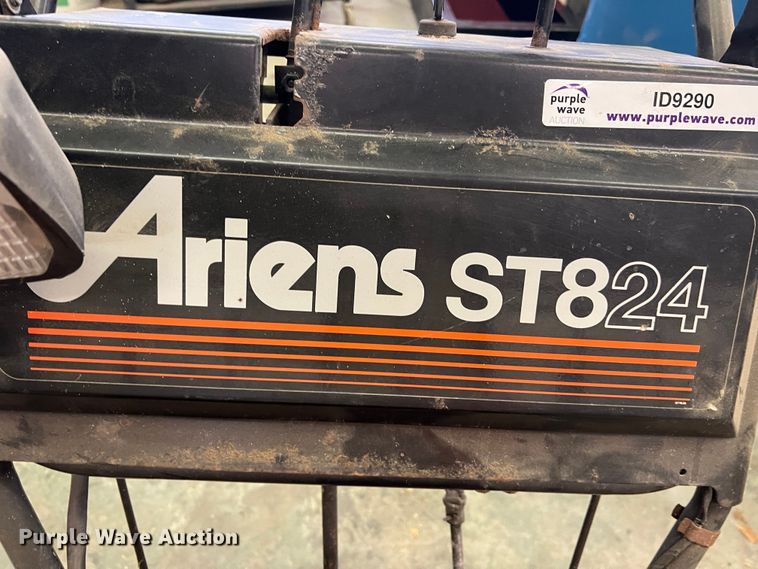 purple
wave
AUCTION
ID9290
www.purplewave.com
Ariens ST824
Purple Wave Auction